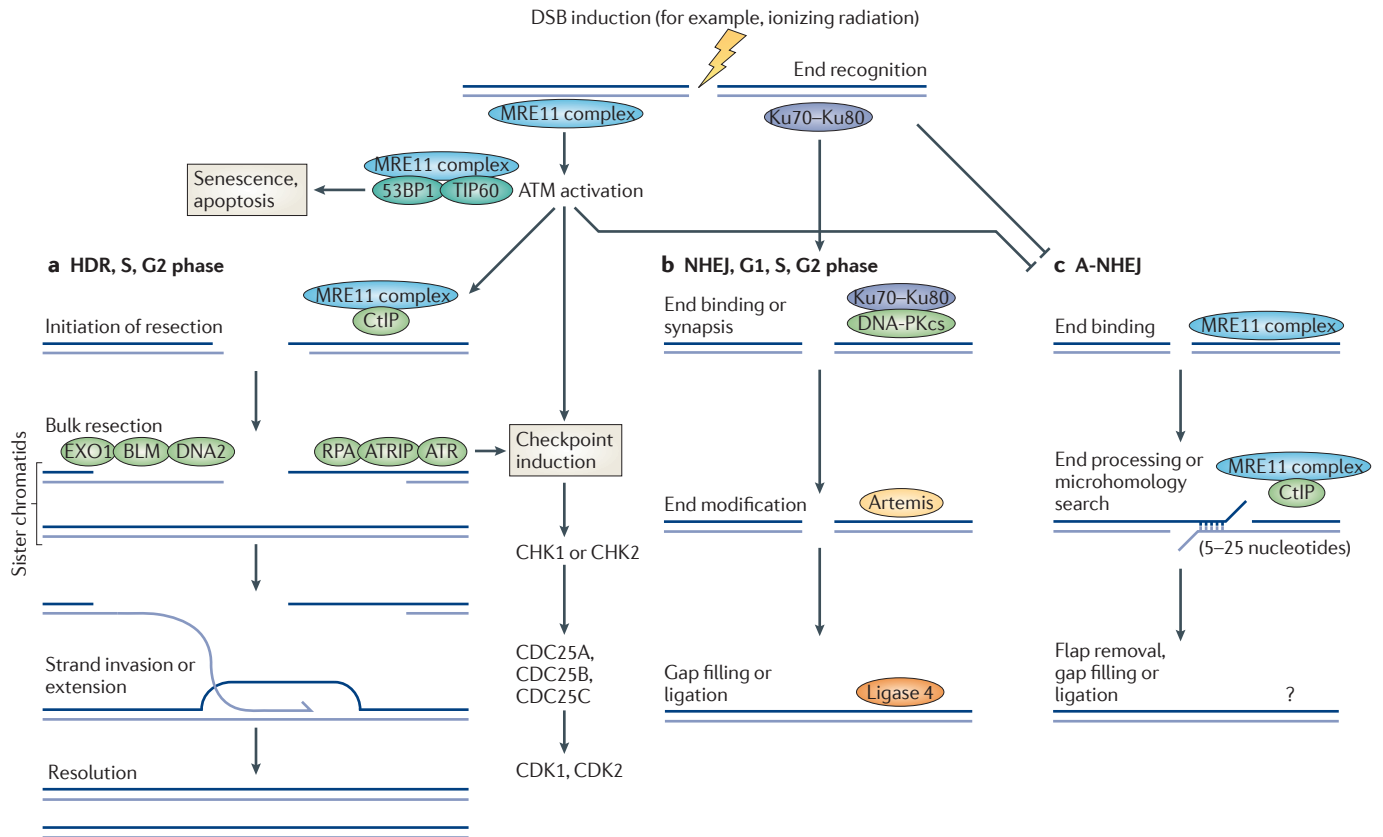 DSB induction (for example, ionizing radiation)
End recognition
MRE11 complex
Ku70–Ku80
MRE11 complex
53BP1
TIP60
ATM activation
Senescence,
apoptosis
a HDR, S, G2 phase
MRE11 complex
CtIP
Initiation of resection
Bulk resection
EXO1
BLM
DNA2
RPA
ATRIP
ATR
Checkpoint
induction
Sister chromatids
CHK1 or CHK2
Strand invasion or
extension
CDC25A,
CDC25B,
CDC25C
Resolution
CDK1, CDK2
b NHEJ, G1, S, G2 phase
End binding or
synapsis
Ku70–Ku80
DNA-PKcs
End modification
Artemis
Gap filling or
ligation
Ligase 4
c A-NHEJ
End binding
MRE11 complex
End processing or
microhomology
search
MRE11 complex
CtIP
(5–25 nucleotides)
Flap removal,
gap filling or
ligation
?